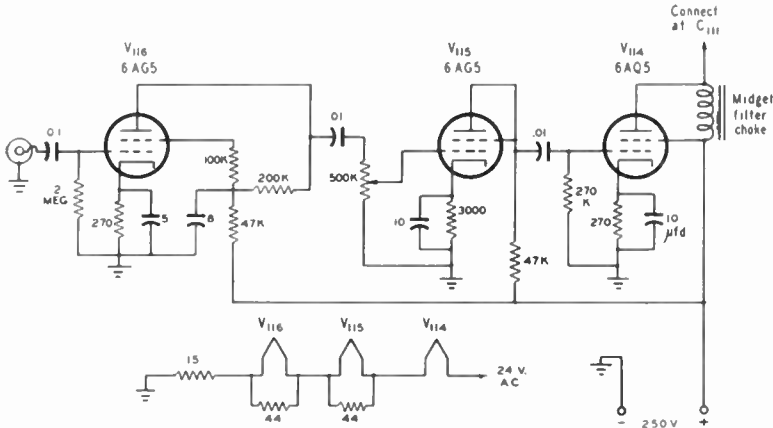 Connect
at C111
V116
6AG5
V115
6AG5
V114
6AQ5
Midget
filter
choke
.01
2
MEG
270
5
8
100K
200K
47K
.01
500K
10
3000
47K
.01
270
K
270
10
µfd
V116
V115
V114
15
44
44
24 V.
AC
- 250V +